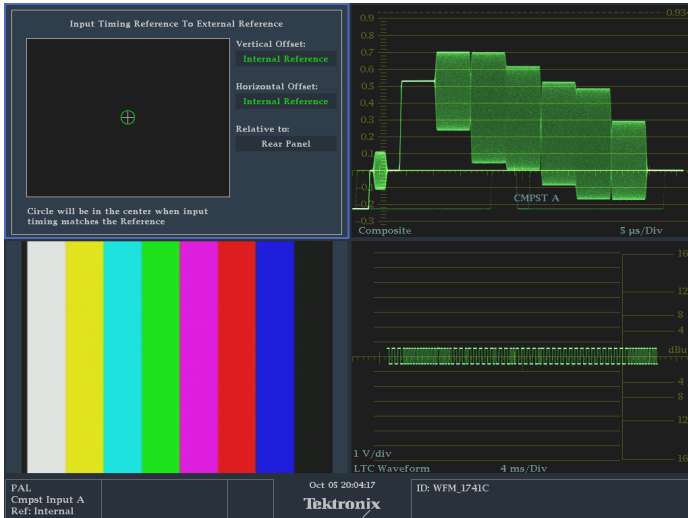 Input Timing Reference To External Reference
Vertical Offset:
Internal Reference
Horizontal Offset:
Internal Reference
Relative to:
Rear Panel
Circle will be in the center when input
timing matches the Reference
0.9
0.934
0.8
0.7
0.6
0.5
0.4
0.3
0.2
0.1
0.0
-0.1
-0.2
-0.3
CMPST A
Composite
5 µs/Div
16
12
8
4
dBu
4
8
12
16
1 V/div
LTC Waveform
4 ms/Div
PAL
Cmpst Input A
Ref: Internal
Oct 05 20:04:17
Tektronix
ID: WFM_1741C